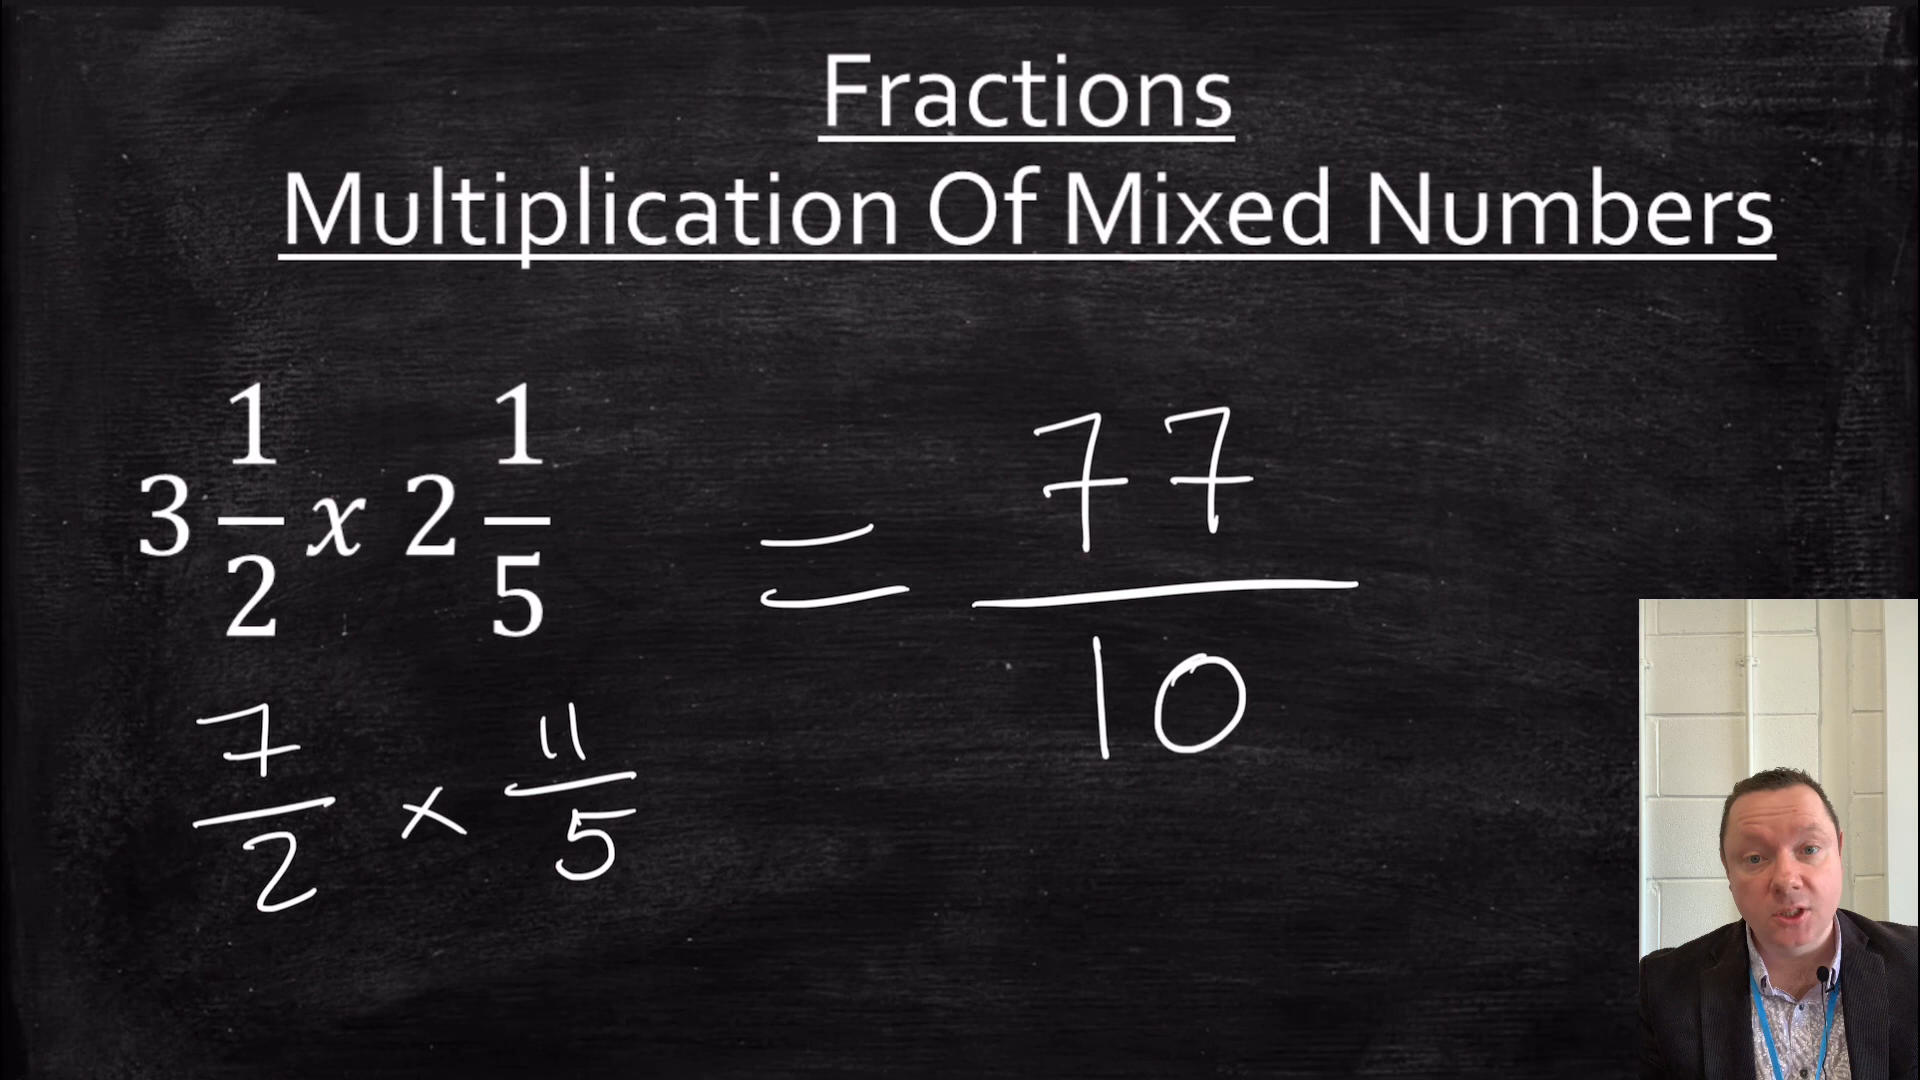 Fractions
Multiplication Of Mixed Numbers
3 1/2 x 2 1/5 = 77/10
7/2 × 11/5